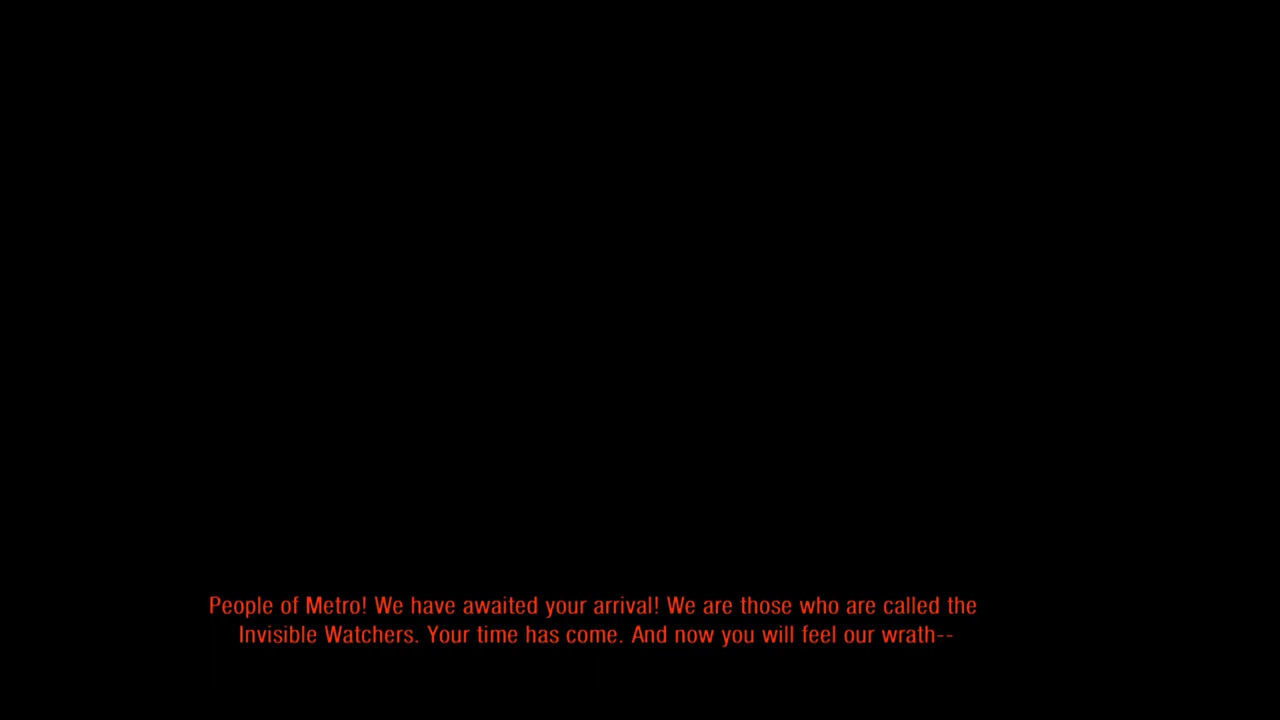 People of Metro! We have awaited your arrival! We are those who are called the
Invisible Watchers. Your time has come. And now you will feel our wrath--